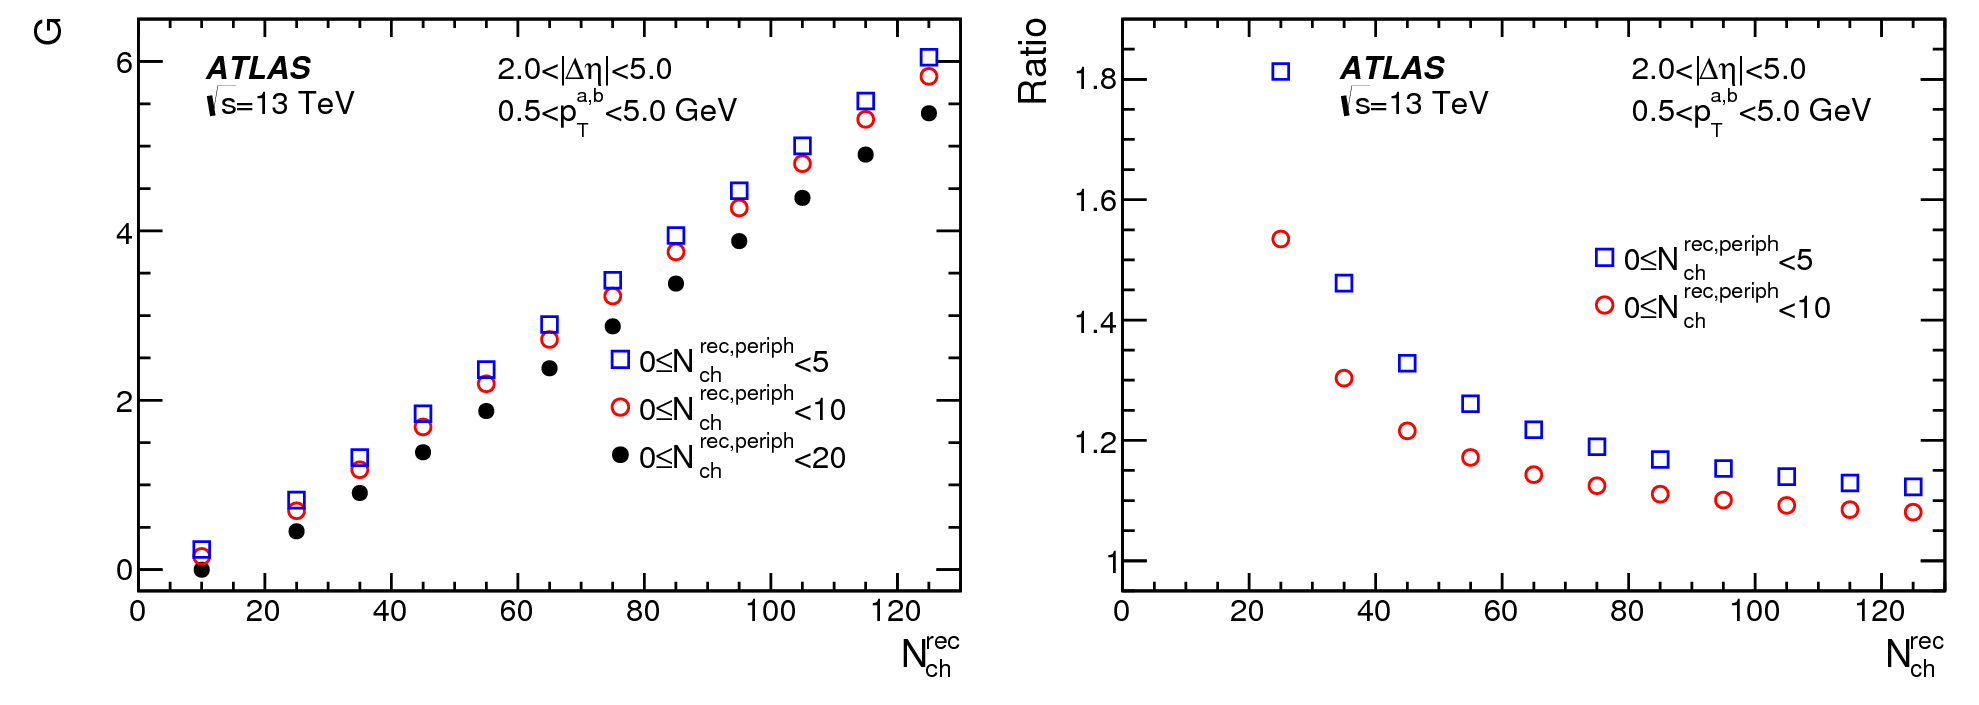 G
ATLAS
√s=13 TeV
2.0<|Δη|<5.0
0.5<p_T^a,b<5.0 GeV
6
4
2
0
0≤N_ch^rec,periph<5
0≤N_ch^rec,periph<10
0≤N_ch^rec,periph<20
0 20 40 60 80 100 120
N_ch^rec
Ratio
ATLAS
√s=13 TeV
2.0<|Δη|<5.0
0.5<p_T^a,b<5.0 GeV
1.8
1.6
1.4
1.2
1
0≤N_ch^rec,periph<5
0≤N_ch^rec,periph<10
0 20 40 60 80 100 120
N_ch^rec